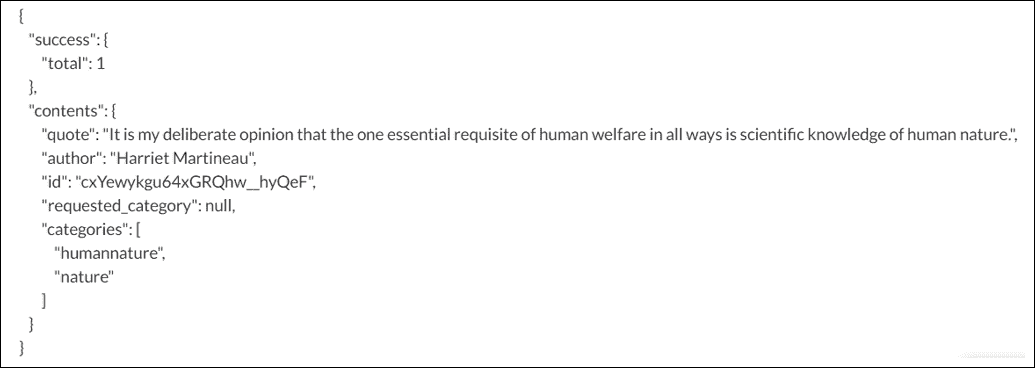 {
"success": {
"total": 1
},
"contents": {
"quote": "It is my deliberate opinion that the one essential requisite of human welfare in all ways is scientific knowledge of human nature.",
"author": "Harriet Martineau",
"id": "cxYewykgu64xGRQhw__hyQeF",
"requested_category": null,
"categories": [
"humannature",
"nature"
]
}
}